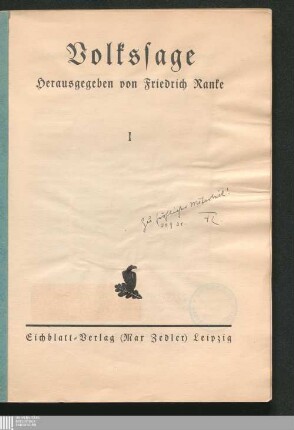 Volkssage
Herausgegeben von Friedrich Ranke
I
Eichblatt-Verlag (Max Zedler) Leipzig